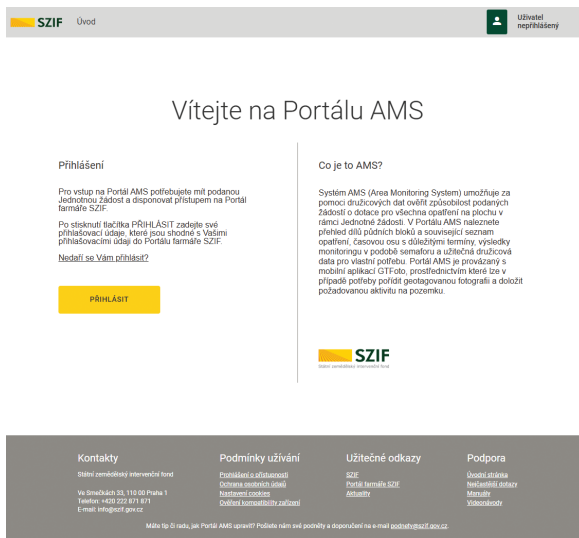 SZIF
Úvod
Uživatel
nepřihlášený
Vítejte na Portálu AMS
Přihlášení
Pro vstup na Portál AMS potřebujete mít podanou
Jednotnou žádost a disponovat přístupem na Portál
farmáře SZIF.
Po stisknutí tlačítka PŘIHLÁSIT zadejte své
přihlašovací údaje, které jsou shodné s Vašimi
přihlašovacími údaji do Portálu farmáře SZIF.
Nedaří se Vám přihlásit?
PŘIHLÁSIT
Co je to AMS?
Systém AMS (Area Monitoring System) umožňuje za
pomoci družicových dat ověřit způsobilost podaných
žádostí o dotace pro všechna opatření na plochu v
rámci Jednotné žádosti. V Portálu AMS naleznete
přehled dílů půdních bloků a související seznam
opatření, časovou osu s důležitými termíny, výsledky
monitoringu v podobě semaforu a užitečná družicová
data pro vlastní potřebu. Portál AMS je provázaný s
mobilní aplikací GTFoto, prostřednictvím které lze v
případě potřeby pořídit geotagovanou fotografii a doložit
požadovanou aktivitu na pozemku.
SZIF
Státní zemědělský intervenční fond
Kontakty
Státní zemědělský intervenční fond
Ve Smečkách 33, 110 00 Praha 1
Telefon: +420 222 871 871
E-mail: info@szif.gov.cz
Podmínky užívání
Prohlášení o přístupnosti
Ochrana osobních údajů
Nastavení cookies
Ověření kompatibility zařízení
Užitečné odkazy
SZIF
Portál farmáře SZIF
Aktuality
Podpora
Úvodní stránka
Nejčastější dotazy
Manuály
Videonávody
Máte tip či radu, jak Portál AMS upravit? Pošlete nám své podněty a doporučení na e-mail podnety@szif.gov.cz.